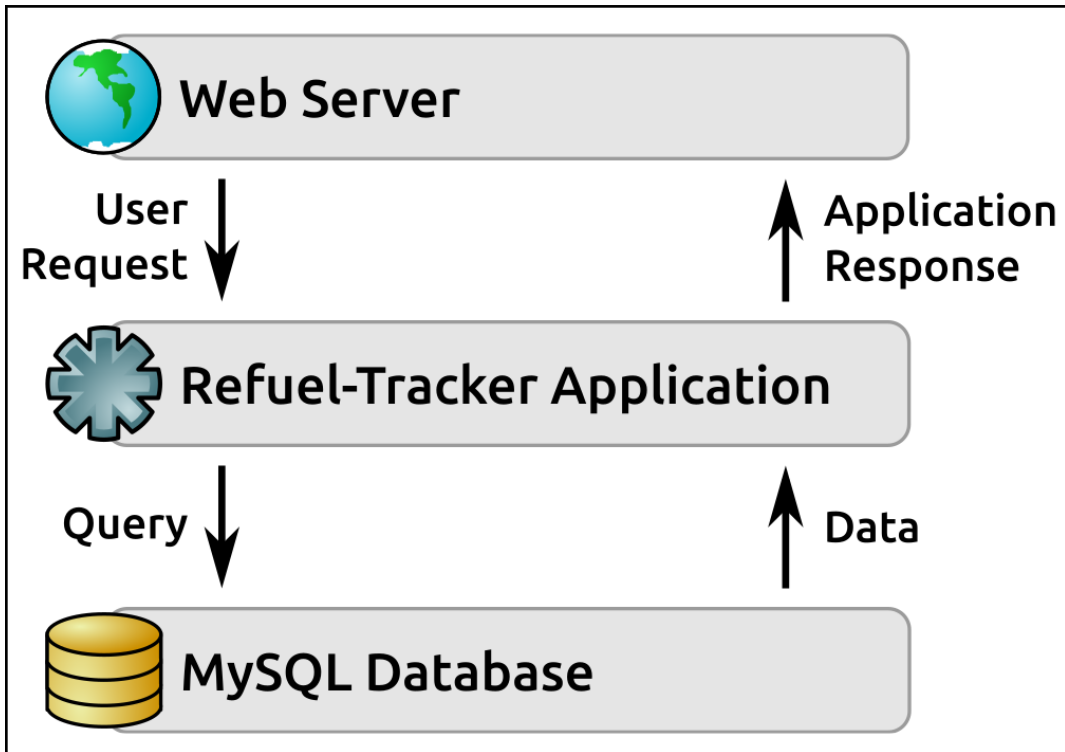 Web Server
User
Request
Application
Response
Refuel-Tracker Application
Query
Data
MySQL Database